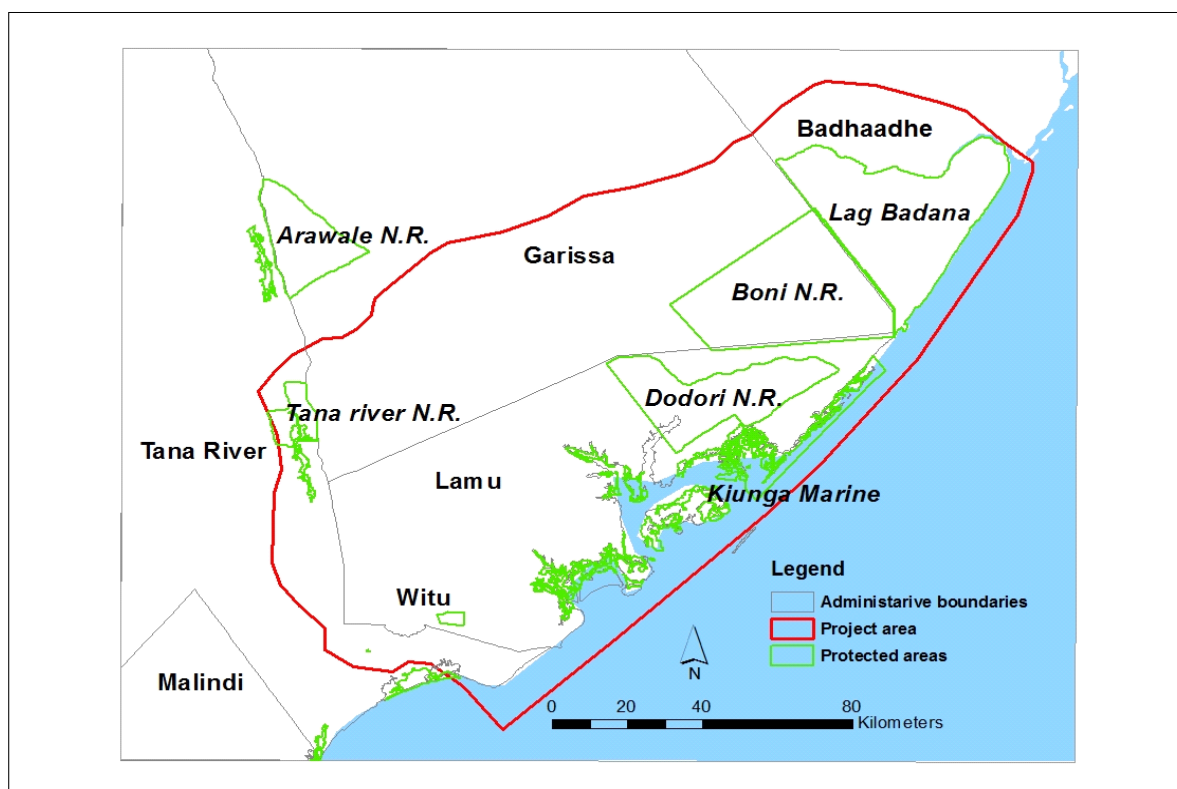 Badhaadhe
Lag Badana
Arawale N.R.
Garissa
Boni N.R.
Dodori N.R.
Tana river N.R.
Tana River
Lamu
Kiunga Marine
Witu
Malindi
Legend
Administarive boundaries
Project area
Protected areas
N
0 20 40 80
Kilometers